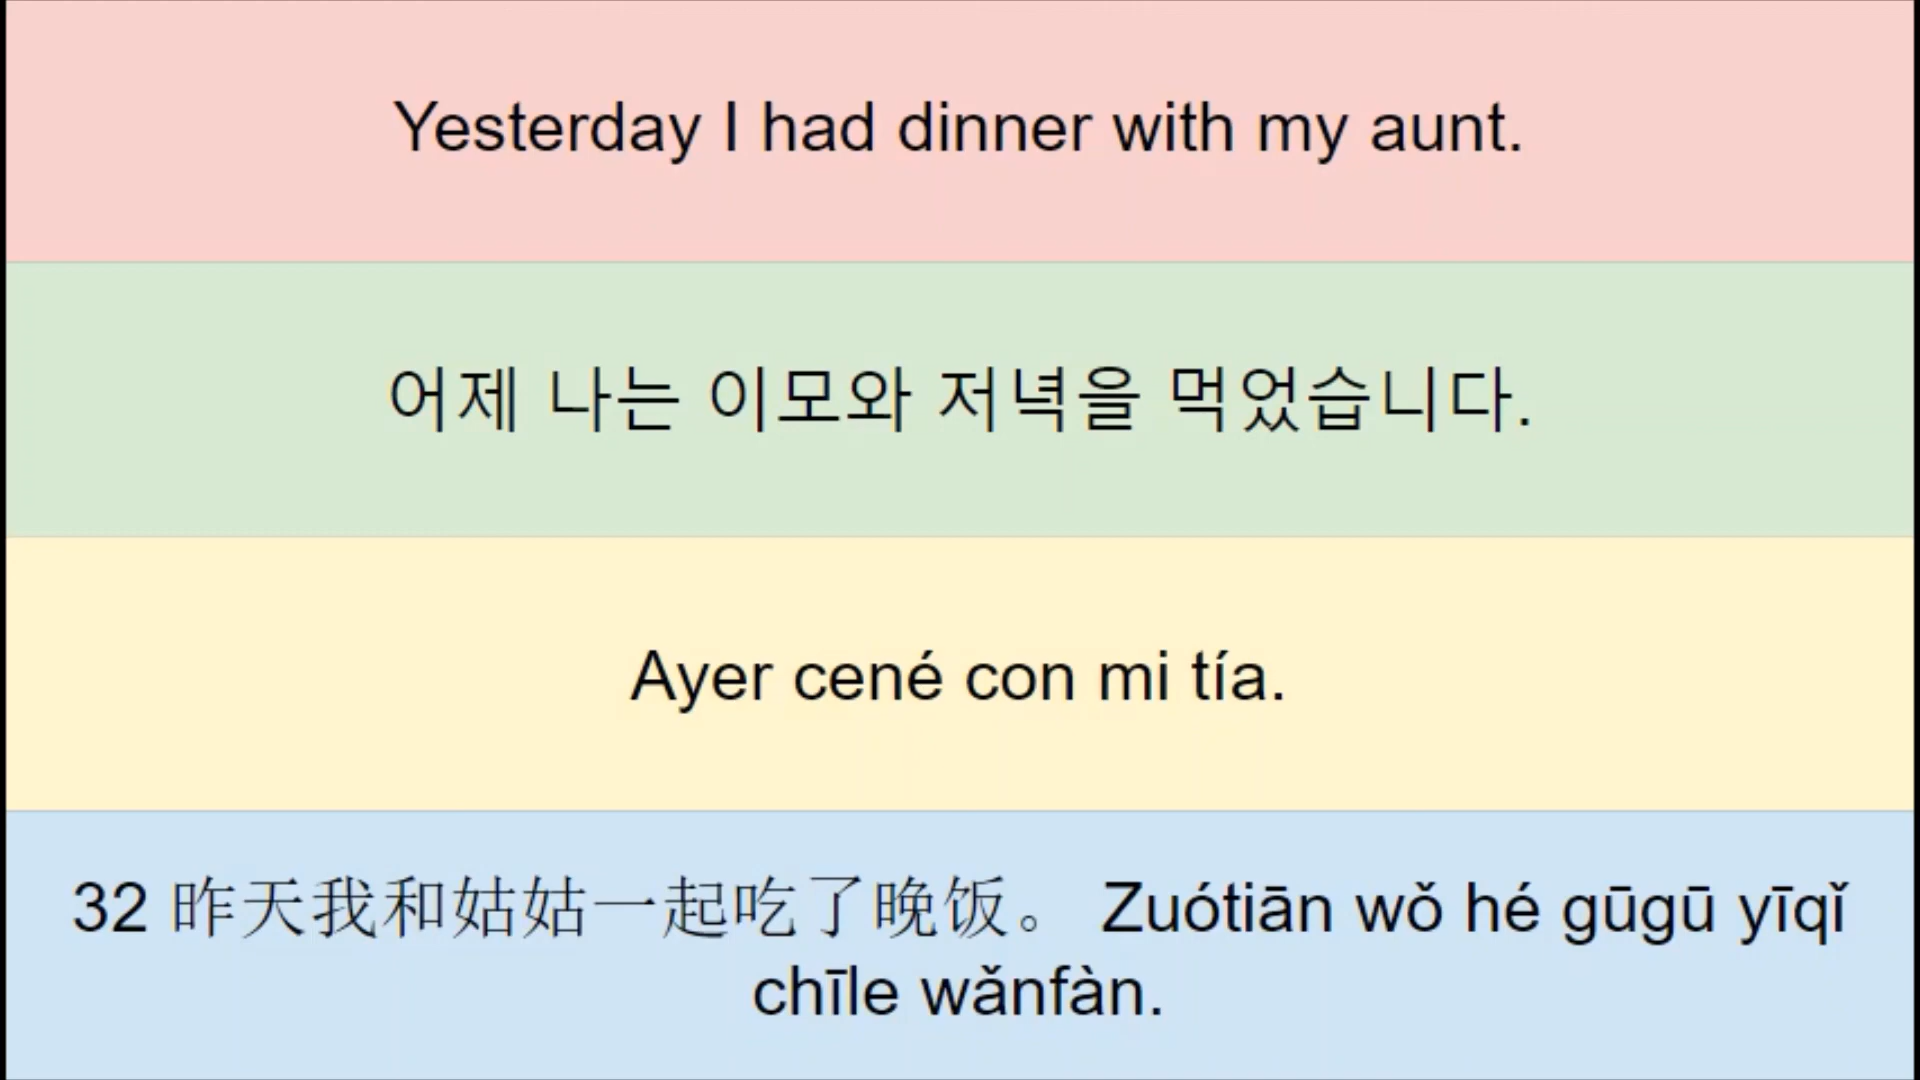 Yesterday I had dinner with my aunt.
어제 나는 이모와 저녁을 먹었습니다.
Ayer cené con mi tía.
32 昨天我和姑姑一起吃了晚饭。 Zuótiān wǒ hé gūgū yīqǐ
chīle wǎnfàn.